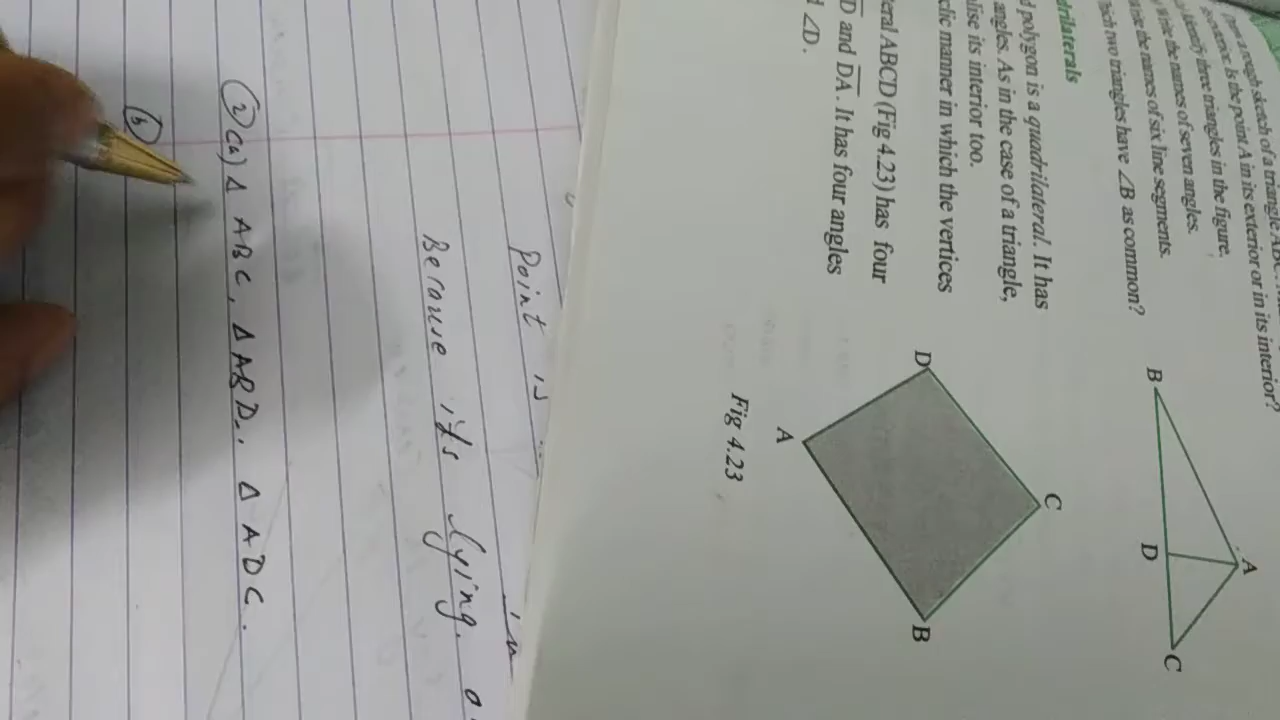 Draw a rough sketch of a triangle ABC
exterior. Is the point A in its exterior or in its interior?
Identify three triangles in the figure.
Write the names of seven angles.
Write the names of six line segments.
Which two triangles have ∠B as common?
A
B D C
drilaterals
d polygon is a quadrilateral. It has
angles. As in the case of a triangle,
alise its interior too.
clic manner in which the vertices
eral ABCD (Fig 4.23) has four
D and DA. It has four angles
∠D.
C
D
B
A
Fig 4.23
Point is in
Because it's lying.
(2) (a) Δ ABC, Δ ABD, Δ ADC.
(b)